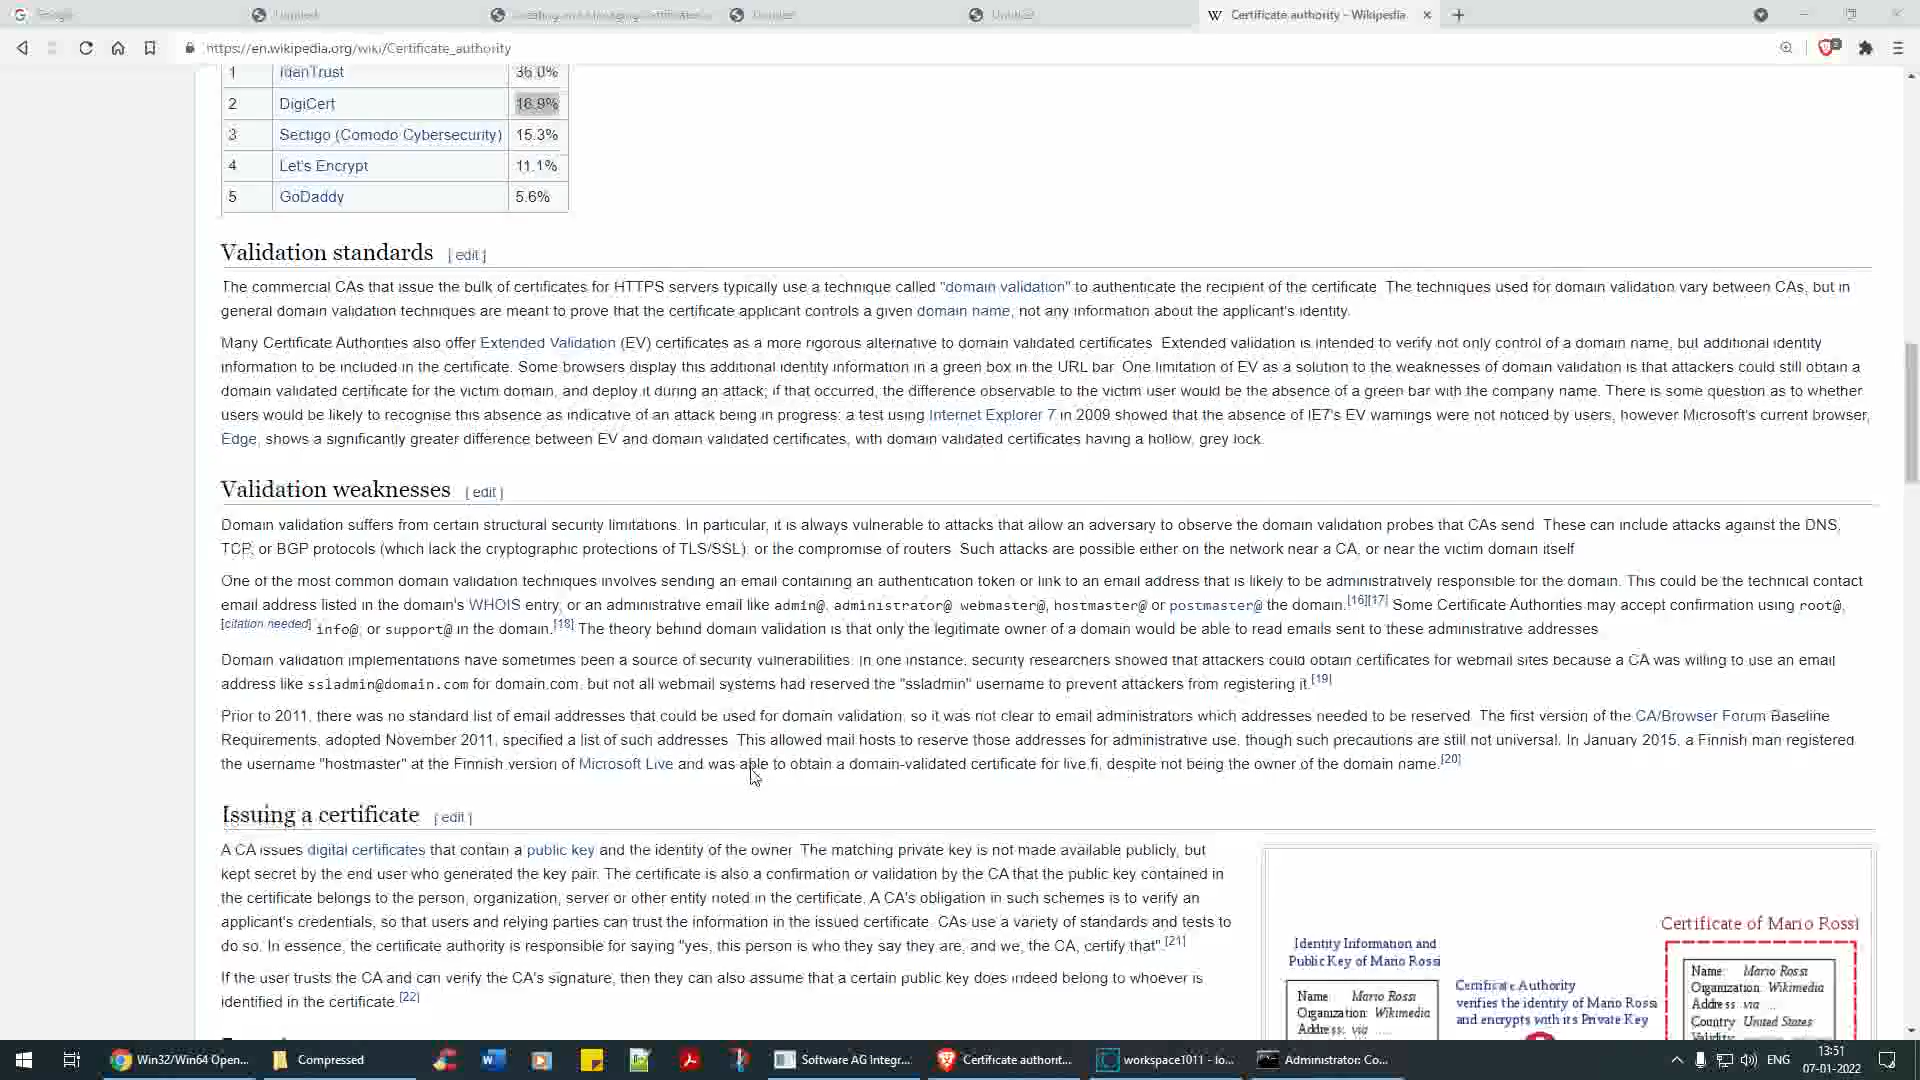 Google
Untitled
Creating and Managing Certificates
Untitled
Certificate authority - Wikipedia
https://en.wikipedia.org/wiki/Certificate_authority
1 IdenTrust 36.0%
2 DigiCert 16.9%
3 Sectigo (Comodo Cybersecurity) 15.3%
4 Let's Encrypt 11.1%
5 GoDaddy 5.6%
Validation standards [ edit ]
The commercial CAs that issue the bulk of certificates for HTTPS servers typically use a technique called "domain validation" to authenticate the recipient of the certificate. The techniques used for domain validation vary between CAs, but in
general domain validation techniques are meant to prove that the certificate applicant controls a given domain name, not any information about the applicant's identity.
Many Certificate Authorities also offer Extended Validation (EV) certificates as a more rigorous alternative to domain validated certificates. Extended validation is intended to verify not only control of a domain name, but additional identity
information to be included in the certificate. Some browsers display this additional identity information in a green box in the URL bar. One limitation of EV as a solution to the weaknesses of domain validation is that attackers could still obtain a
domain validated certificate for the victim domain, and deploy it during an attack; if that occurred, the difference observable to the victim user would be the absence of a green bar with the company name. There is some question as to whether
users would be likely to recognise this absence as indicative of an attack being in progress: a test using Internet Explorer 7 in 2009 showed that the absence of IE7's EV warnings were not noticed by users, however Microsoft's current browser,
Edge, shows a significantly greater difference between EV and domain validated certificates, with domain validated certificates having a hollow, grey lock.
Validation weaknesses [ edit ]
Domain validation suffers from certain structural security limitations. In particular, it is always vulnerable to attacks that allow an adversary to observe the domain validation probes that CAs send. These can include attacks against the DNS,
TCP, or BGP protocols (which lack the cryptographic protections of TLS/SSL), or the compromise of routers. Such attacks are possible either on the network near a CA, or near the victim domain itself.
One of the most common domain validation techniques involves sending an email containing an authentication token or link to an email address that is likely to be administratively responsible for the domain. This could be the technical contact
email address listed in the domain's WHOIS entry, or an administrative email like admin@, administrator@, webmaster@, hostmaster@ or postmaster@ the domain.[16][17] Some Certificate Authorities may accept confirmation using root@,
[citation needed] info@, or support@ in the domain.[18] The theory behind domain validation is that only the legitimate owner of a domain would be able to read emails sent to these administrative addresses.
Domain validation implementations have sometimes been a source of security vulnerabilities. In one instance, security researchers showed that attackers could obtain certificates for webmail sites because a CA was willing to use an email
address like ssladmin@domain.com for domain.com, but not all webmail systems had reserved the "ssladmin" username to prevent attackers from registering it.[19]
Prior to 2011, there was no standard list of email addresses that could be used for domain validation, so it was not clear to email administrators which addresses needed to be reserved. The first version of the CA/Browser Forum Baseline
Requirements, adopted November 2011, specified a list of such addresses. This allowed mail hosts to reserve those addresses for administrative use, though such precautions are still not universal. In January 2015, a Finnish man registered
the username "hostmaster" at the Finnish version of Microsoft Live and was able to obtain a domain-validated certificate for live.fi, despite not being the owner of the domain name.[20]
Issuing a certificate [ edit ]
A CA issues digital certificates that contain a public key and the identity of the owner. The matching private key is not made available publicly, but
kept secret by the end user who generated the key pair. The certificate is also a confirmation or validation by the CA that the public key contained in
the certificate belongs to the person, organization, server or other entity noted in the certificate. A CA's obligation in such schemes is to verify an
applicant's credentials, so that users and relying parties can trust the information in the issued certificate. CAs use a variety of standards and tests to
do so. In essence, the certificate authority is responsible for saying "yes, this person is who they say they are, and we, the CA, certify that".[21]
If the user trusts the CA and can verify the CA's signature, then they can also assume that a certain public key does indeed belong to whoever is
identified in the certificate.[22]
Certificate of Mario Rossi
Identity Information and
Public Key of Mario Rossi
Name: Mario Rossi
Organization: Wikimedia
Address: via ....
Certificate Authority
verifies the identity of Mario Rossi
and encrypts with its Private Key
Name: Mario Rossi
Organization: Wikimedia
Address: via ...
Country: United States
Validity:
Win32/Win64 Open...
Compressed
Software AG Integr...
Certificate authorit...
workspace1011 - Io...
Administrator: Co...
ENG
13:51
07-01-2022